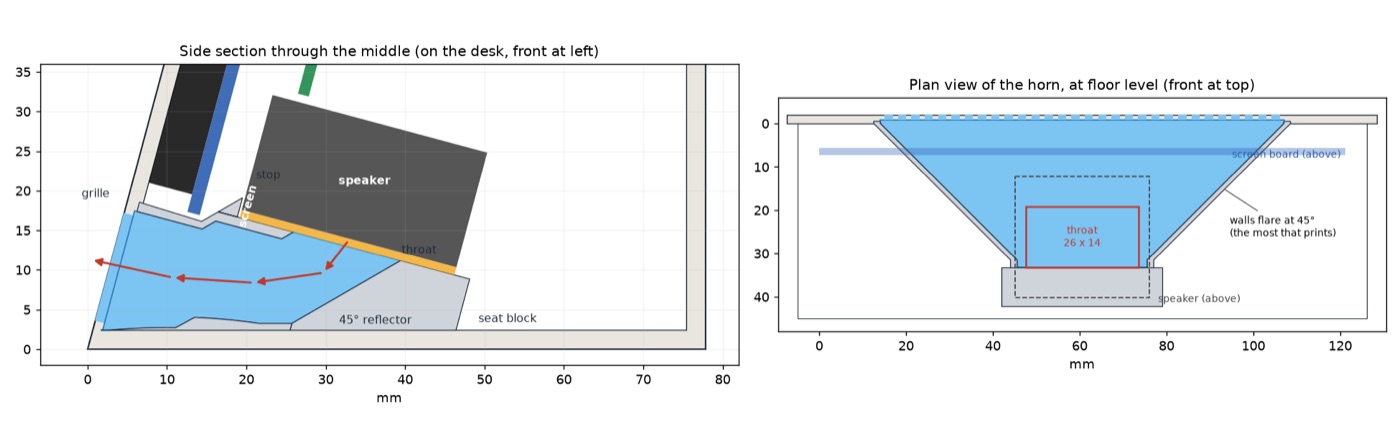 Side section through the middle (on the desk, front at left)
35
30
25
20
15
10
5
0
grille
stop
screen
speaker
throat
45° reflector
seat block
0
10
20
30
40
50
60
70
80
mm
Plan view of the horn, at floor level (front at top)
0
10
20
30
40
screen board (above)
throat
26 x 14
walls flare at 45°
(the most that prints)
speaker (above)
0
20
40
60
80
100
120
mm